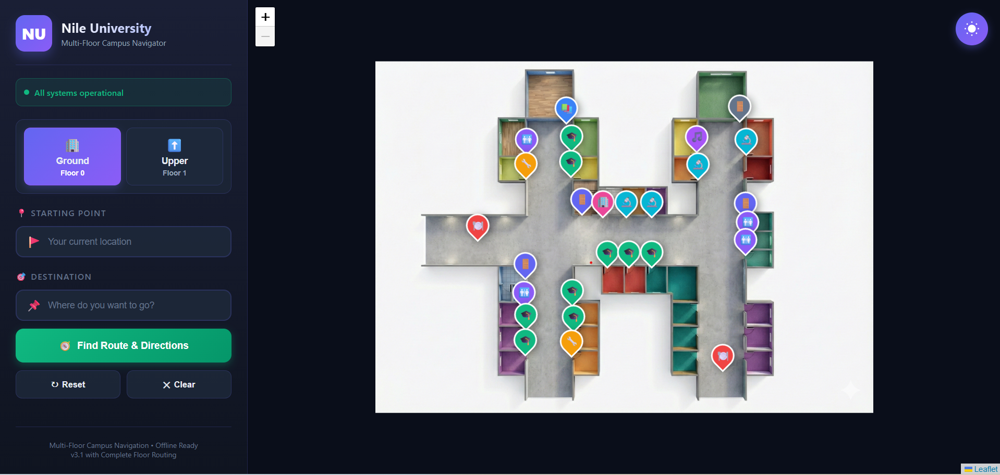 NU
Nile University
Multi-Floor Campus Navigator
All systems operational
Ground
Floor 0
Upper
Floor 1
STARTING POINT
Your current location
DESTINATION
Where do you want to go?
Find Route & Directions
↻ Reset
✕ Clear
Multi-Floor Campus Navigation • Offline Ready
v3.1 with Complete Floor Routing
+
−
Leaflet